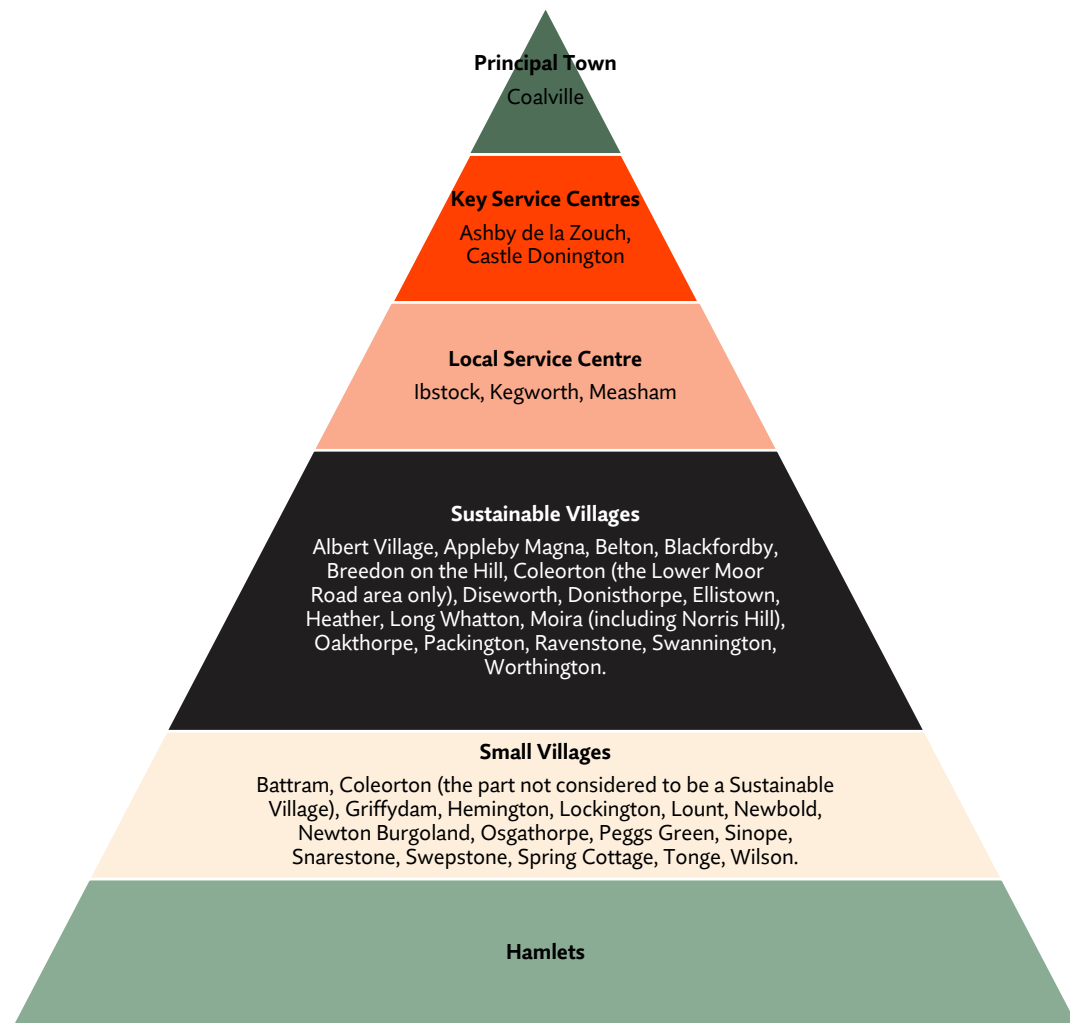 Principal Town
Coalville
Key Service Centres
Ashby de la Zouch,
Castle Donington
Local Service Centre
Ibstock, Kegworth, Measham
Sustainable Villages
Albert Village, Appleby Magna, Belton, Blackfordby,
Breedon on the Hill, Coleorton (the Lower Moor
Road area only), Diseworth, Donisthorpe, Ellistown,
Heather, Long Whatton, Moira (including Norris Hill),
Oakthorpe, Packington, Ravenstone, Swannington,
Worthington.
Small Villages
Battram, Coleorton (the part not considered to be a Sustainable
Village), Griffydam, Hemington, Lockington, Lount, Newbold,
Newton Burgoland, Osgathorpe, Peggs Green, Sinope,
Snarestone, Swepstone, Spring Cottage, Tonge, Wilson.
Hamlets